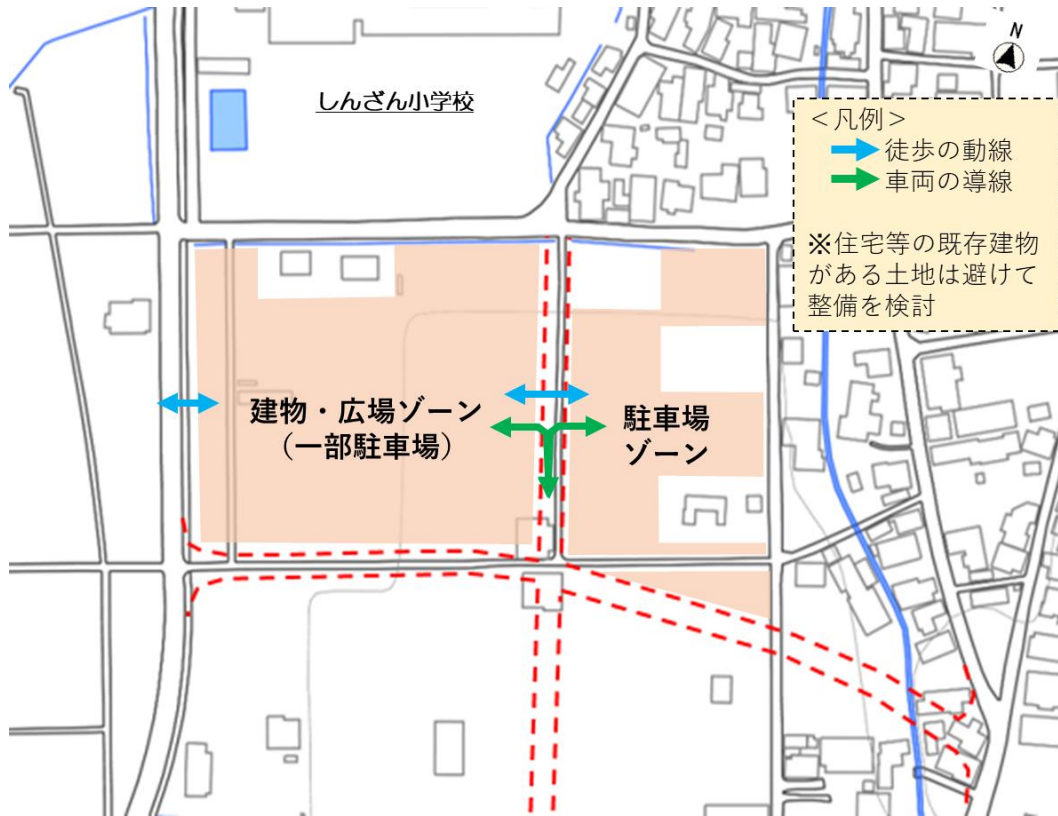 しんざん小学校
N
<凡例>
徒歩の動線
車両の導線
※住宅等の既存建物
がある土地は避けて
整備を検討
建物・広場ゾーン
(一部駐車場)
駐車場
ゾーン